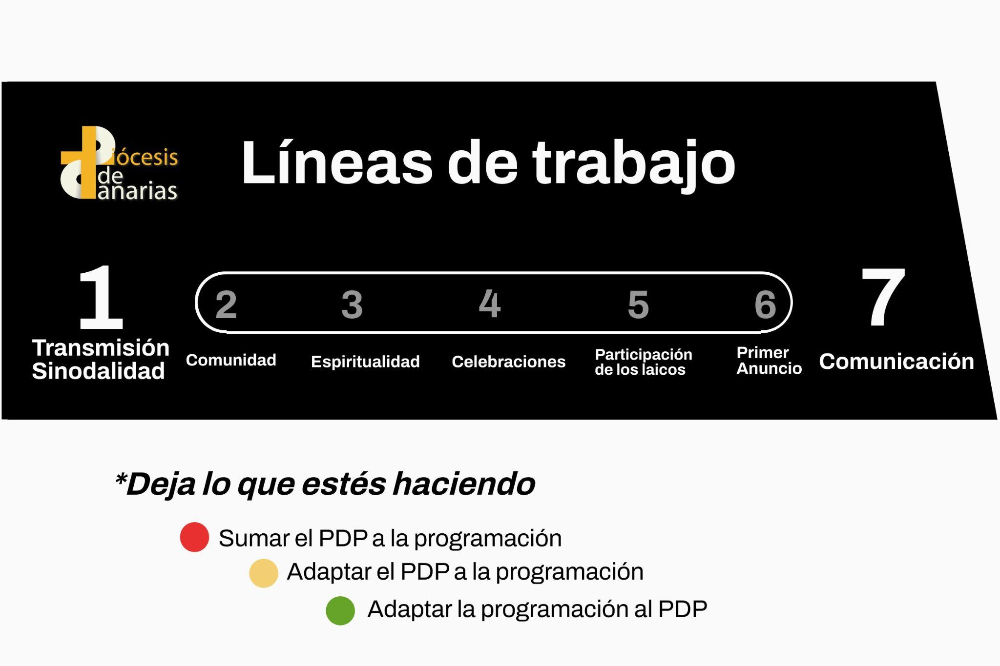 Diócesis
de
Canarias
Líneas de trabajo
1
Transmisión
Sinodalidad
2
Comunidad
3
Espiritualidad
4
Celebraciones
5
Participación
de los laicos
6
Primer
Anuncio
7
Comunicación
*Deja lo que estés haciendo
Sumar el PDP a la programación
Adaptar el PDP a la programación
Adaptar la programación al PDP